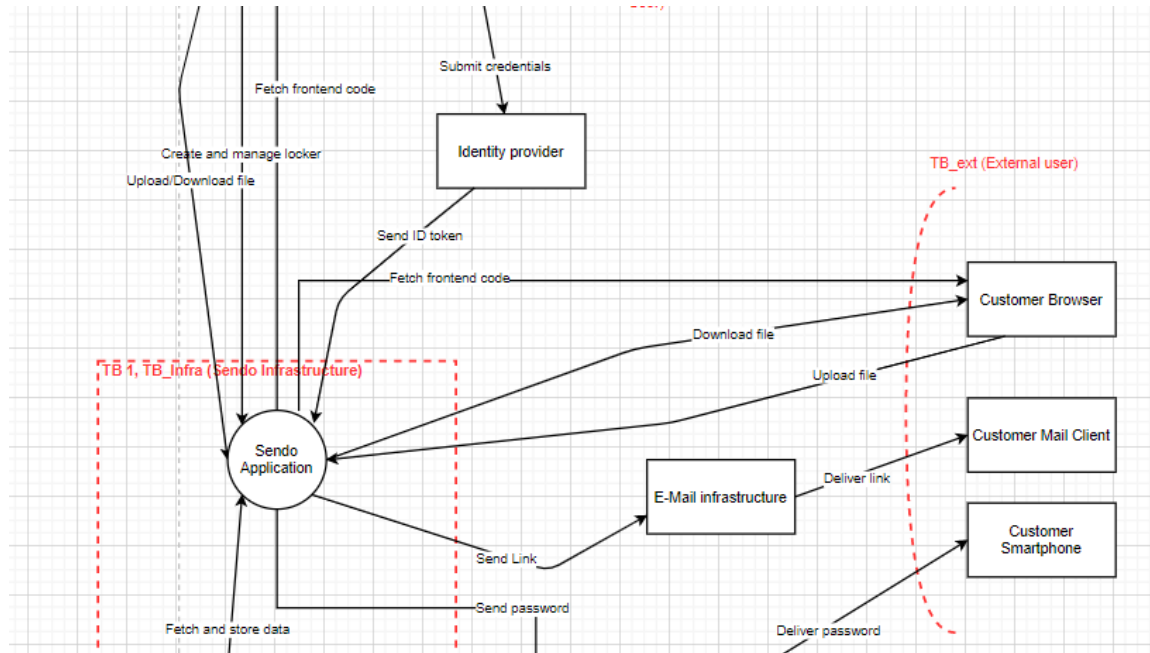 User)
Submit credentials
Fetch frontend code
Identity provider
Create and manage locker
TB_ext (External user)
Upload/Download file
Send ID token
Fetch frontend code
Customer Browser
Download file
TB 1, TB_Infra (Sendo Infrastructure)
Upload file
Customer Mail Client
Sendo
Application
Deliver link
E-Mail infrastructure
Customer
Smartphone
Send Link
Send password
Fetch and store data
Deliver password